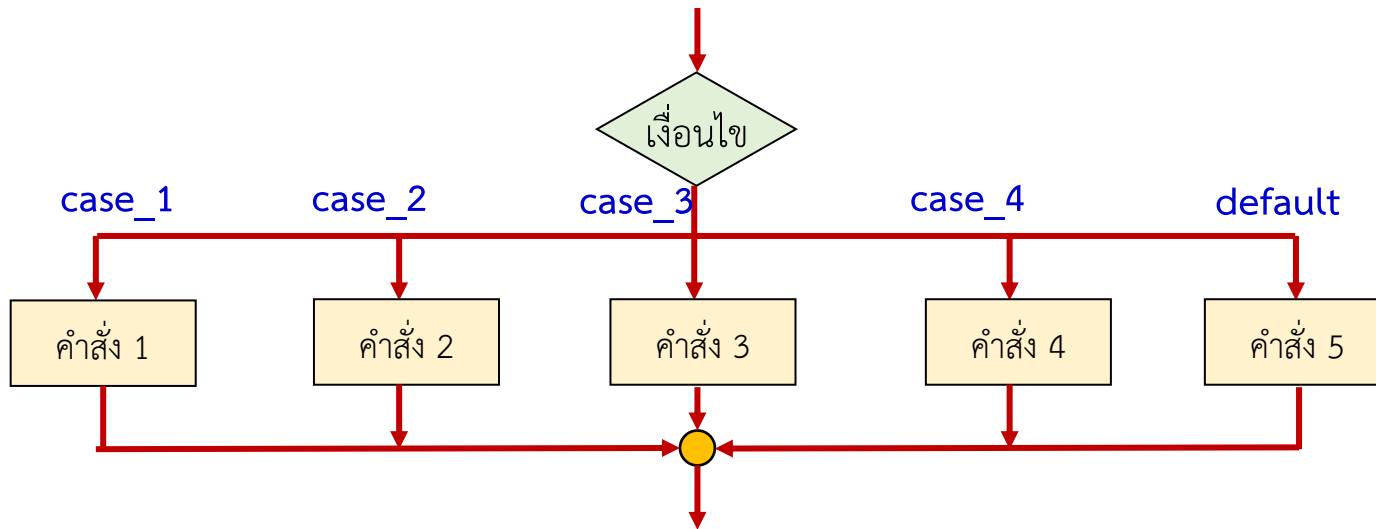 เงื่อนไข
case_1
case_2
case_3
case_4
default
คำสั่ง 1
คำสั่ง 2
คำสั่ง 3
คำสั่ง 4
คำสั่ง 5